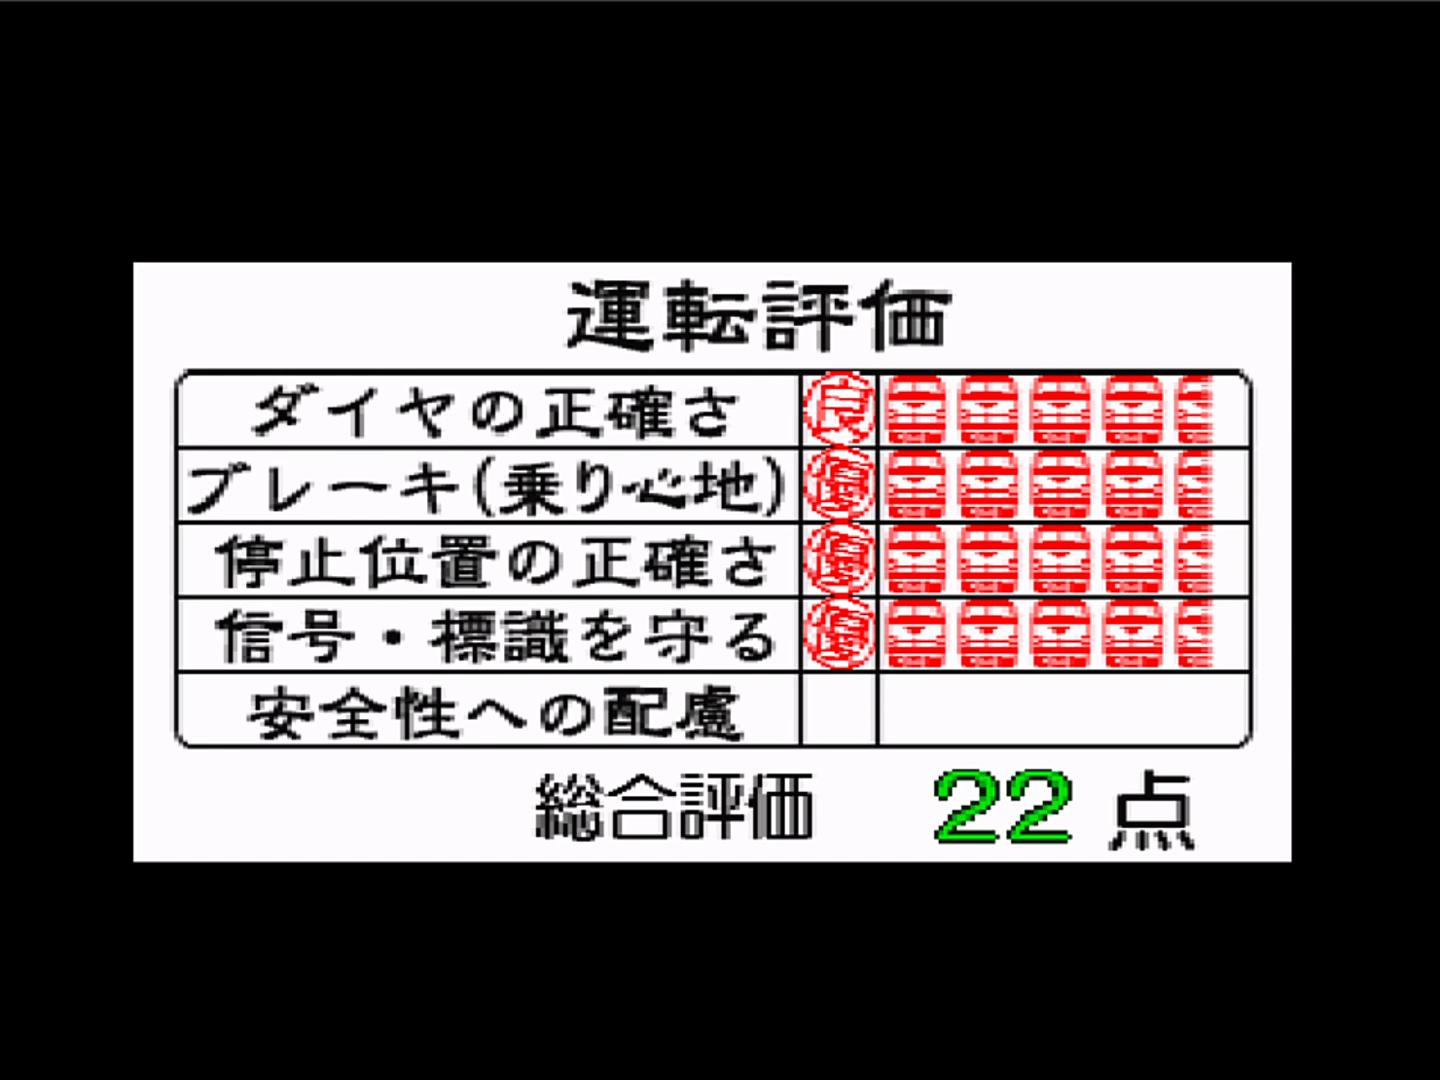 運転評価
ダイヤの正確さ 良
ブレーキ(乗り心地) 優
停止位置の正確さ 優
信号・標識を守る 優
安全性への配慮
総合評価 22 点